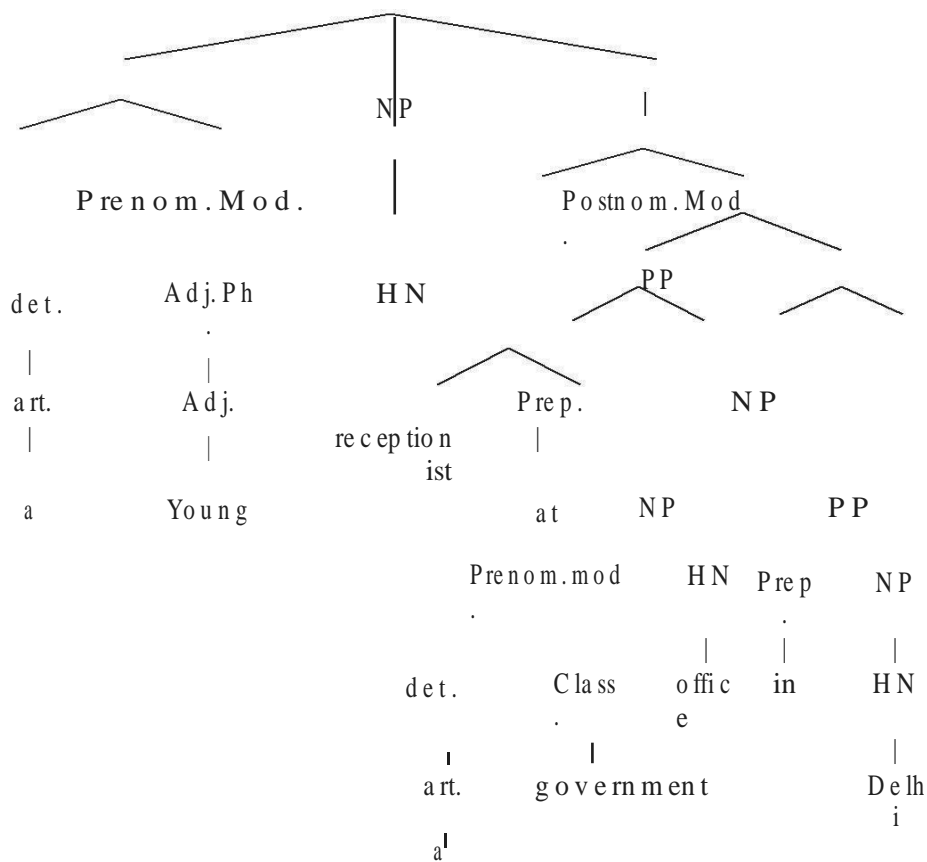 NP
Prenom.Mod. Postnom.Mod
.
det. Adj.Ph HN PP
.
art. Adj. Prep. NP
reception
ist
a Young at NP PP
Prenom.mod HN Prep NP
. .
det. Class offic in HN
. e
art. government Delh
i
a